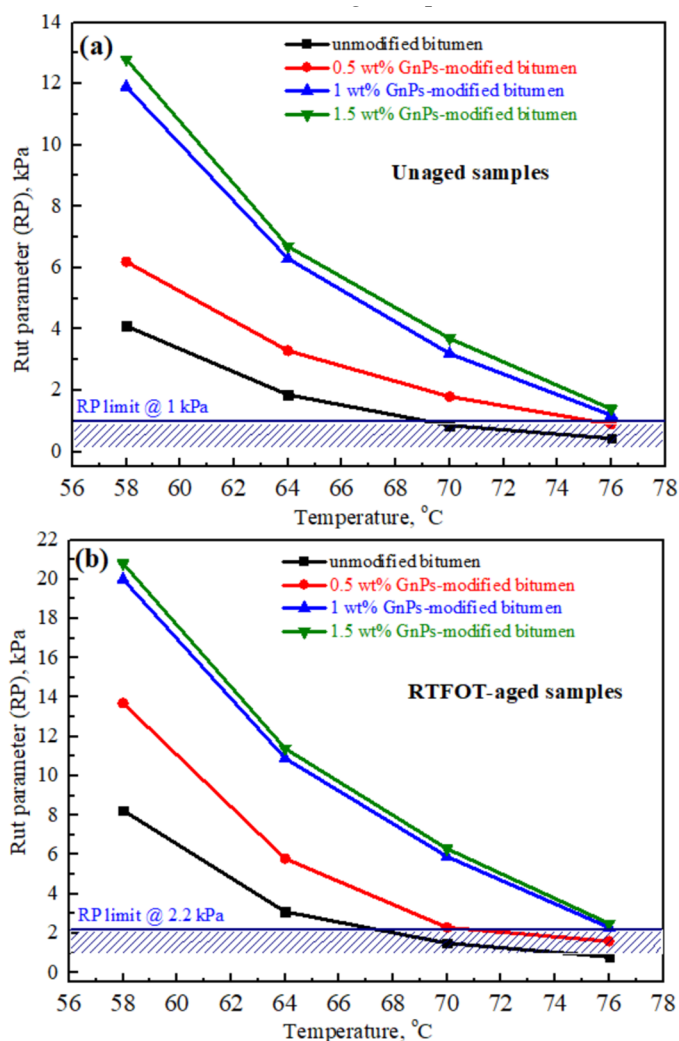 (a)
unmodified bitumen
0.5 wt% GnPs-modified bitumen
1 wt% GnPs-modified bitumen
1.5 wt% GnPs-modified bitumen
Unaged samples
Rut parameter (RP), kPa
14
12
10
8
6
4
2
0
RP limit @ 1 kPa
56 58 60 62 64 66 68 70 72 74 76 78
Temperature, °C
(b)
unmodified bitumen
0.5 wt% GnPs-modified bitumen
1 wt% GnPs-modified bitumen
1.5 wt% GnPs-modified bitumen
RTFOT-aged samples
Rut parameter (RP), kPa
22
20
18
16
14
12
10
8
6
4
2
0
RP limit @ 2.2 kPa
56 58 60 62 64 66 68 70 72 74 76 78
Temperature, °C